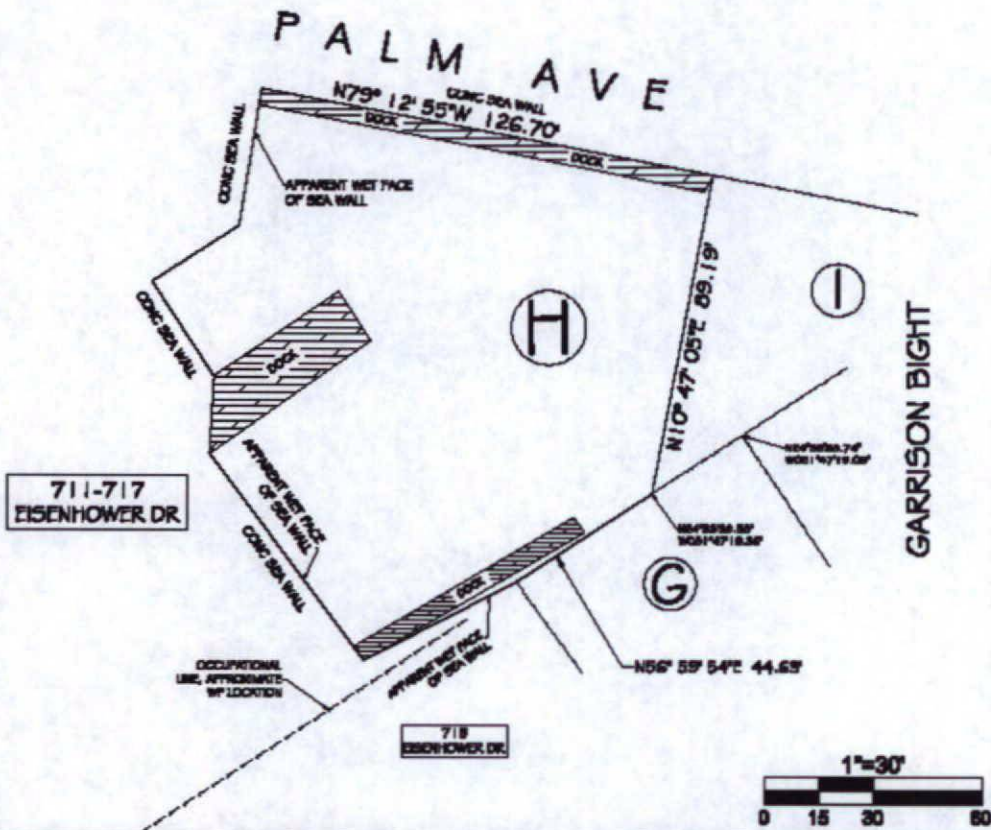 PALM AVE
CONC SEA WALL
N79° 12' 55"W 126.70'
DOCK
DOCK
CONC SEA WALL
APPARENT WET FACE
OF SEA WALL
H
I
N10° 47' 05"E 89.19'
GARRISON BIGHT
CONC SEA WALL
DOCK
APPARENT WET FACE
OF SEA WALL
711-717
EISENHOWER DR
CONC SEA WALL
G
DOCK
N56° 59' 54"E 44.63'
APPARENT WET FACE
OF SEA WALL
OCCUPATIONAL
LINE, APPROXIMATE
LOCATION
EISENHOWER DR
1"=30'
0 15 30 60